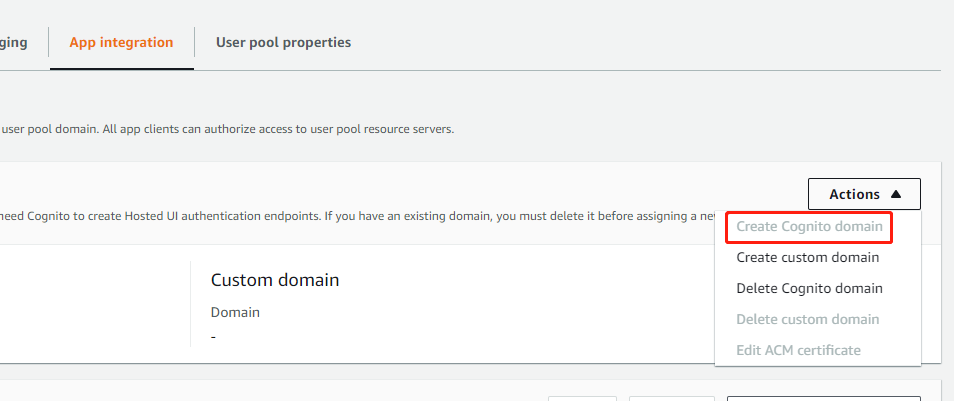 ging
App integration
User pool properties
user pool domain. All app clients can authorize access to user pool resource servers.
Actions
need Cognito to create Hosted UI authentication endpoints. If you have an existing domain, you must delete it before assigning a ne
Create Cognito domain
Create custom domain
Delete Cognito domain
Delete custom domain
Edit ACM certificate
Custom domain
Domain
-